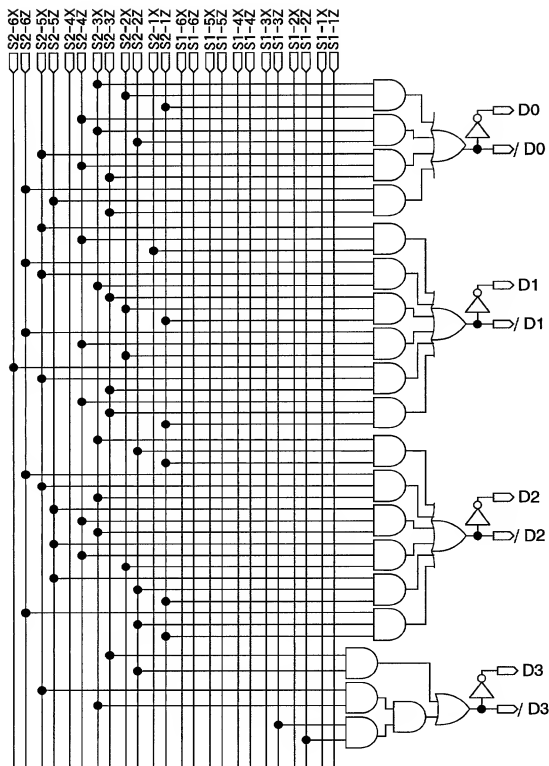 S2-6X
S2-6Z
S2-5X
S2-5Z
S2-4X
S2-4Z
S2-3X
S2-3Z
S2-2X
S2-2Z
S2-1X
S2-1Z
S1-6X
S1-6Z
S1-5X
S1-5Z
S1-4X
S1-4Z
S1-3X
S1-3Z
S1-2X
S1-2Z
S1-1X
S1-1Z
D0
/ D0
D1
/ D1
D2
/ D2
D3
/ D3